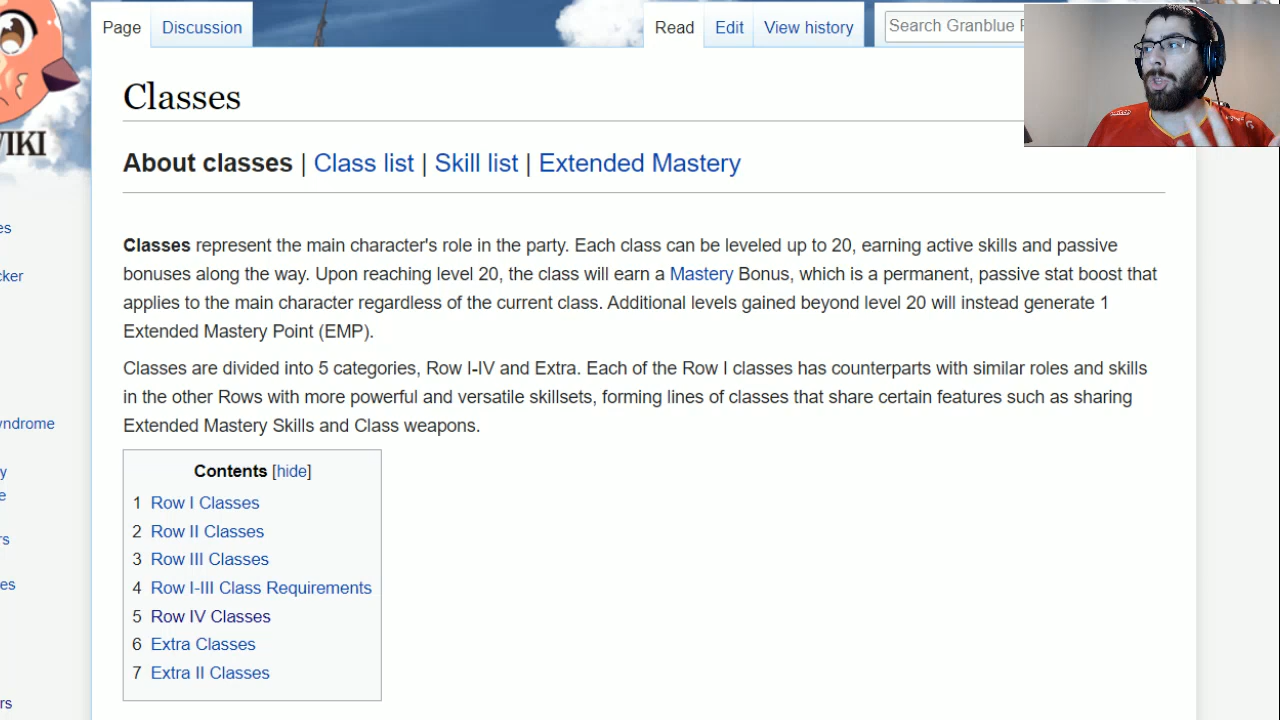 Page
Discussion
Read
Edit
View history
Search Granblue
WIKI
Classes
About classes | Class list | Skill list | Extended Mastery
Classes represent the main character's role in the party. Each class can be leveled up to 20, earning active skills and passive
bonuses along the way. Upon reaching level 20, the class will earn a Mastery Bonus, which is a permanent, passive stat boost that
applies to the main character regardless of the current class. Additional levels gained beyond level 20 will instead generate 1
Extended Mastery Point (EMP).
Classes are divided into 5 categories, Row I-IV and Extra. Each of the Row I classes has counterparts with similar roles and skills
in the other Rows with more powerful and versatile skillsets, forming lines of classes that share certain features such as sharing
Extended Mastery Skills and Class weapons.
Contents [hide]
1 Row I Classes
2 Row II Classes
3 Row III Classes
4 Row I-III Class Requirements
5 Row IV Classes
6 Extra Classes
7 Extra II Classes